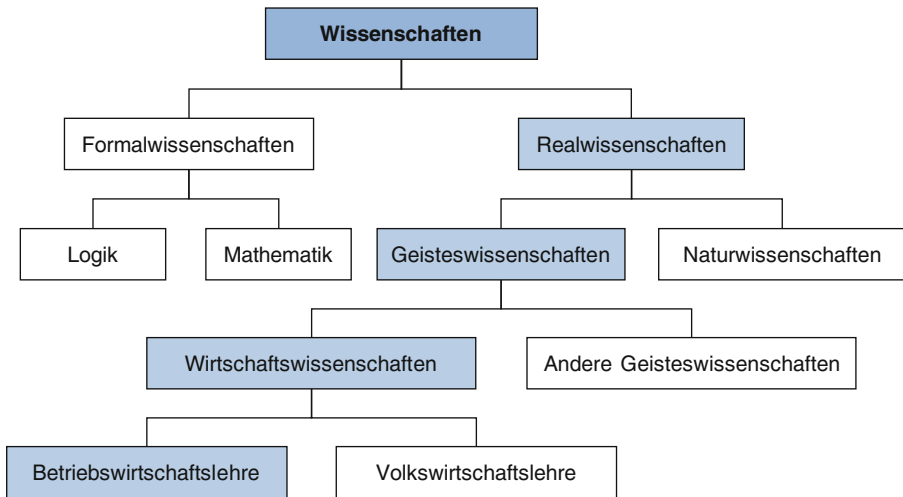 Wissenschaften
Formalwissenschaften
Realwissenschaften
Logik
Mathematik
Geisteswissenschaften
Naturwissenschaften
Wirtschaftswissenschaften
Andere Geisteswissenschaften
Betriebswirtschaftslehre
Volkswirtschaftslehre